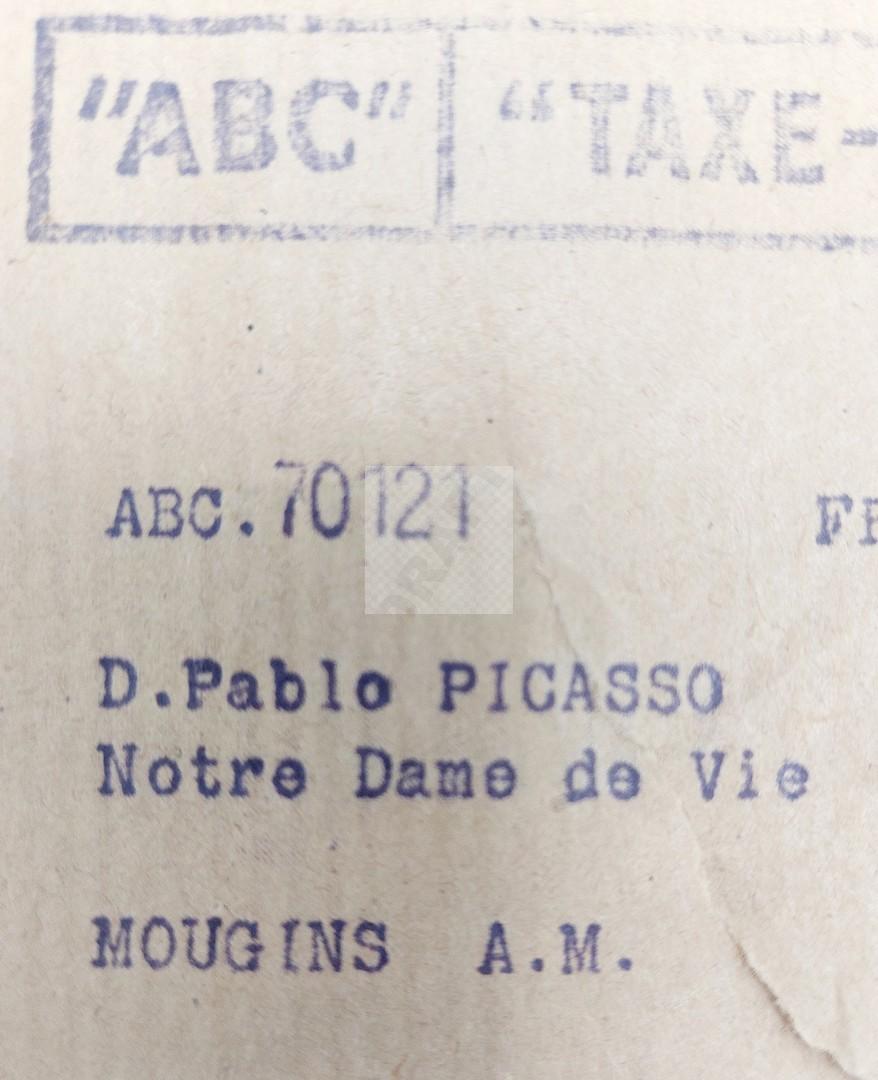 "ABC" "TAXE-
ABC.70121
D.Pablo PICASSO
Notre Dame de Vie
MOUGINS A.M.